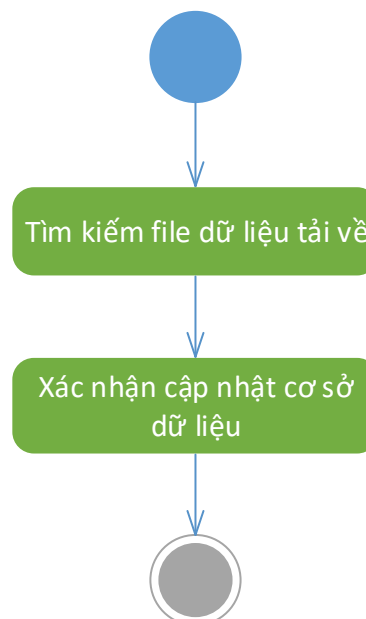 Tìm kiếm file dữ liệu tải về
Xác nhận cập nhật cơ sở
dữ liệu